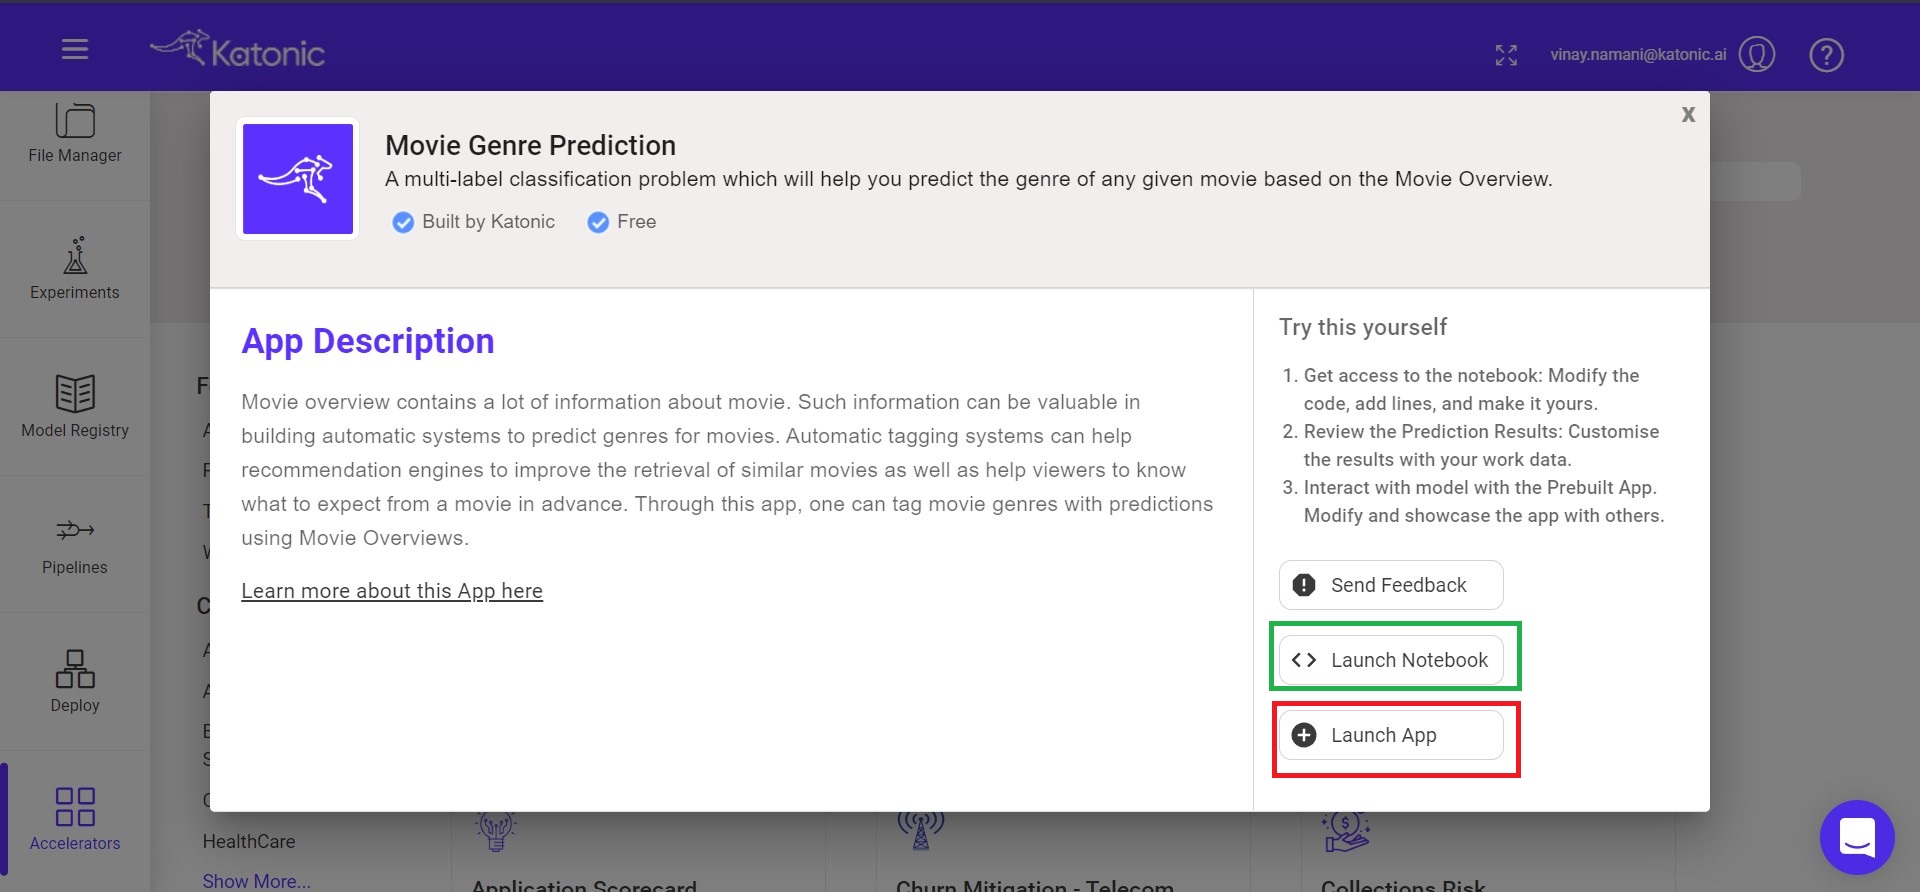 Katonic
vinay.namani@katonic.ai
?
File Manager
Experiments
Model Registry
Pipelines
Deploy
Accelerators
X
Movie Genre Prediction
A multi-label classification problem which will help you predict the genre of any given movie based on the Movie Overview.
Built by Katonic
Free
App Description
Movie overview contains a lot of information about movie. Such information can be valuable in
building automatic systems to predict genres for movies. Automatic tagging systems can help
recommendation engines to improve the retrieval of similar movies as well as help viewers to know
what to expect from a movie in advance. Through this app, one can tag movie genres with predictions
using Movie Overviews.
Learn more about this App here
Try this yourself
1. Get access to the notebook: Modify the
code, add lines, and make it yours.
2. Review the Prediction Results: Customise
the results with your work data.
3. Interact with model with the Prebuilt App.
Modify and showcase the app with others.
Send Feedback
Launch Notebook
Launch App
HealthCare
Show More...
Application Scorecard
Churn Mitigation - Telecom
Collections Risk